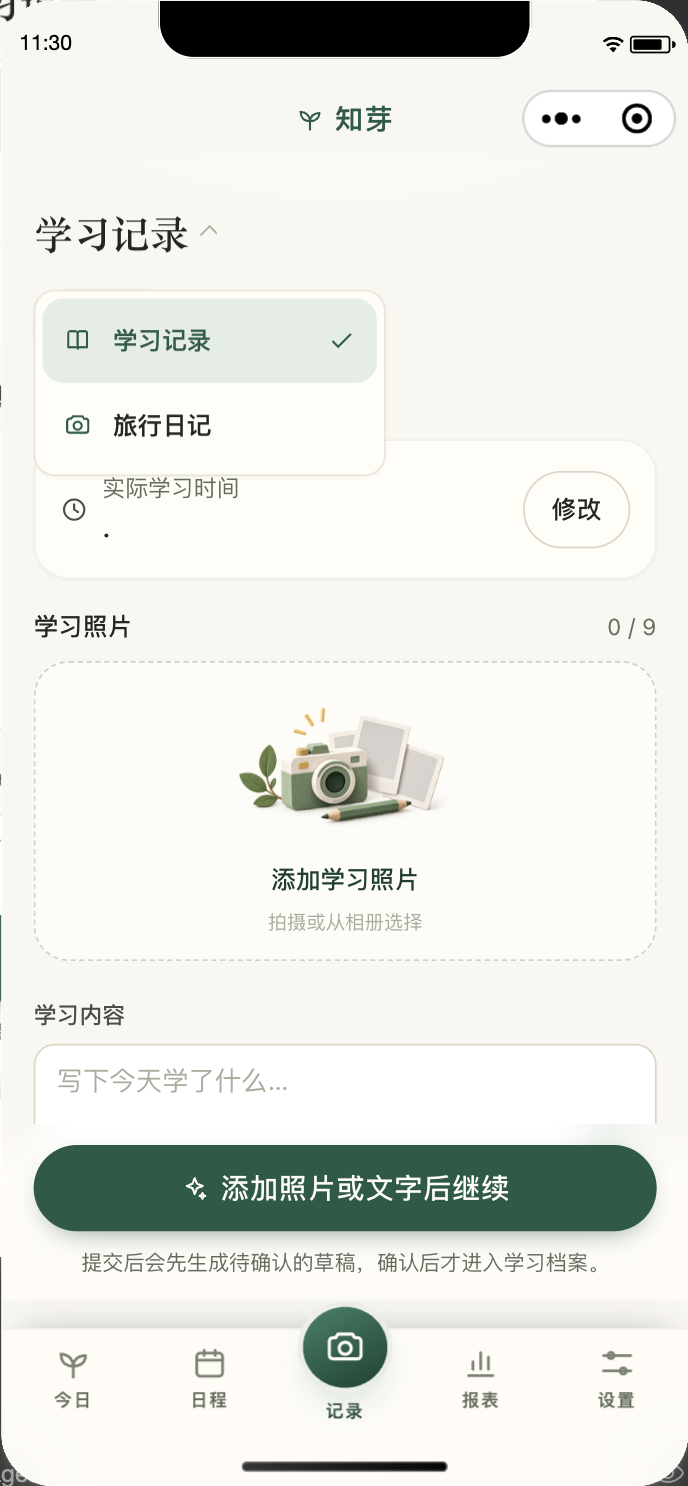 11:30
知芽
学习记录
学习记录
旅行日记
实际学习时间
·
修改
学习照片
0 / 9
添加学习照片
拍摄或从相册选择
学习内容
写下今天学了什么...
添加照片或文字后继续
提交后会先生成待确认的草稿，确认后才进入学习档案。
今日
日程
记录
报表
设置